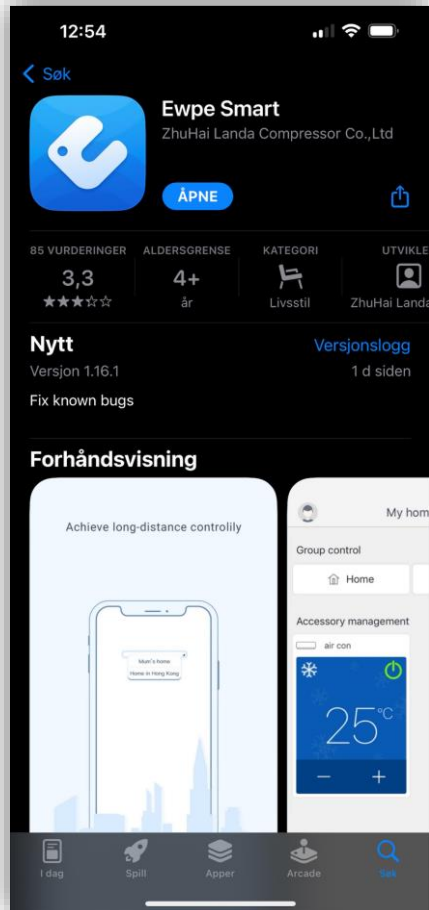 12:54
Søk
Ewpe Smart
ZhuHai Landa Compressor Co.,Ltd
ÅPNE
85 VURDERINGER ALDERSGRENSE KATEGORI UTVIKLE
3,3 4+
år Livsstil ZhuHai Landa
Nytt Versjonslogg
Versjon 1.16.1 1 d siden
Fix known bugs
Forhåndsvisning
Achieve long-distance controlily
Mum's home
Home in Hong Kong
My hom
Group control
Home
Accessory management
air con
25°C
− +
I dag Spill Apper Arcade Søk